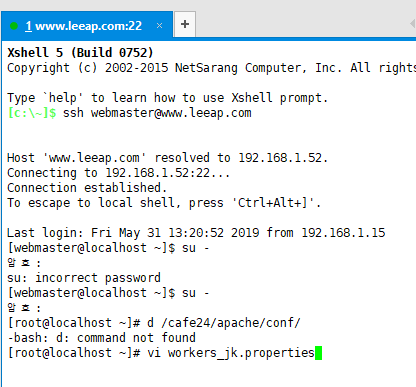 1 www.leeap.com:22
Xshell 5 (Build 0752)
Copyright (c) 2002-2015 NetSarang Computer, Inc. All rights
Type `help' to learn how to use Xshell prompt.
[c:\~]$ ssh webmaster@www.leeap.com
Host 'www.leeap.com' resolved to 192.168.1.52.
Connecting to 192.168.1.52:22...
Connection established.
To escape to local shell, press 'Ctrl+Alt+]'.
Last login: Fri May 31 13:20:52 2019 from 192.168.1.15
[webmaster@localhost ~]$ su -
암호:
su: incorrect password
[webmaster@localhost ~]$ su -
암호:
[root@localhost ~]# d /cafe24/apache/conf/
-bash: d: command not found
[root@localhost ~]# vi workers_jk.properties